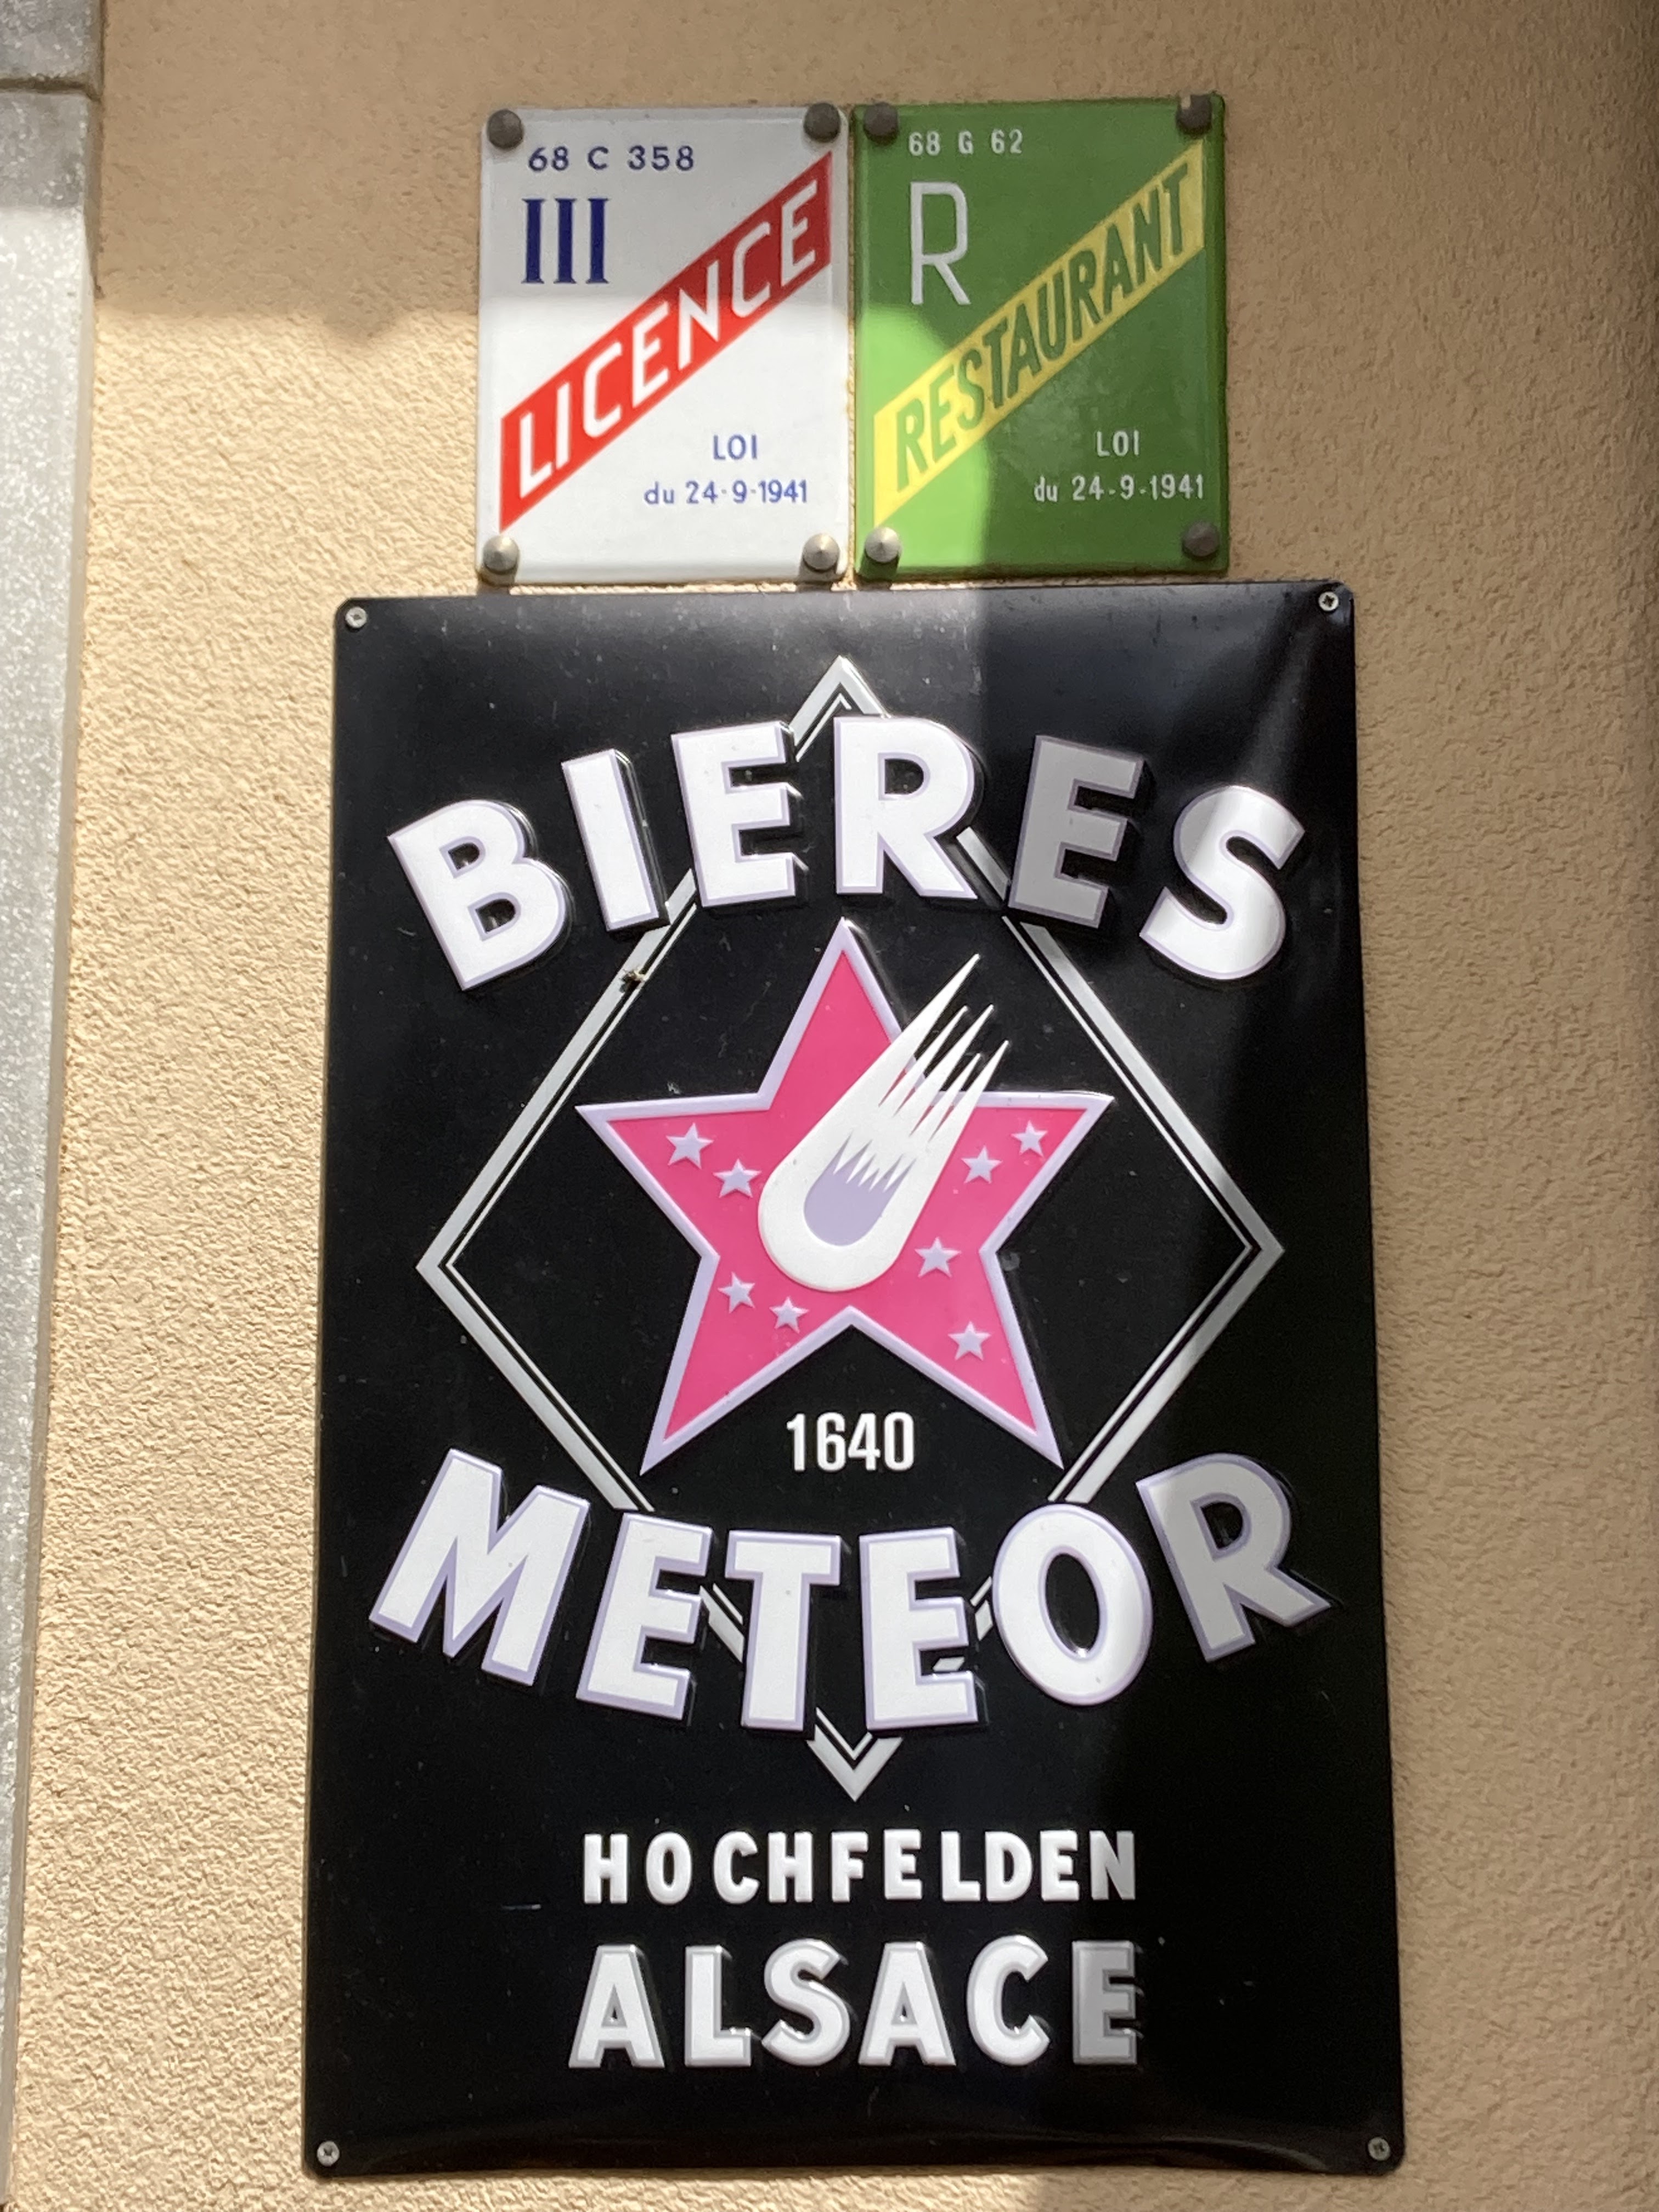 68 C 358
III
LICENCE
LOI
du 24-9-1941
68 G 62
R
RESTAURANT
LOI
du 24-9-1941
BIERES
1640
METEOR
HOCHFELDEN
ALSACE